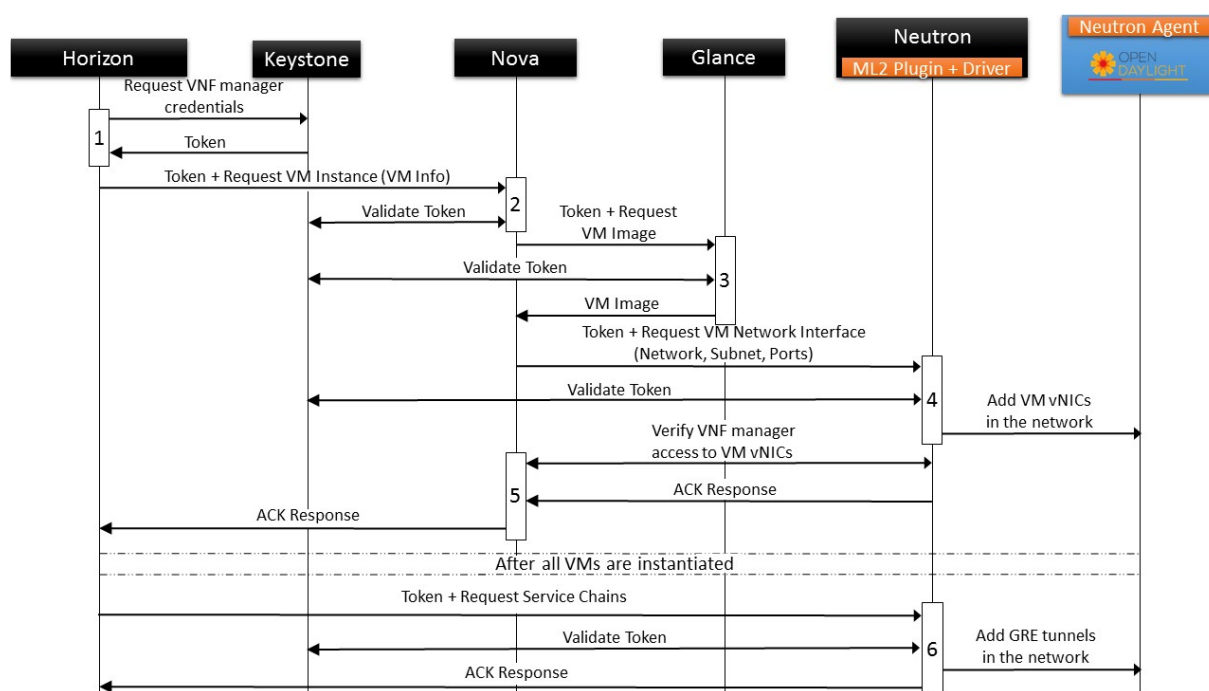 Horizon
Keystone
Nova
Glance
Neutron
ML2 Plugin + Driver
Neutron Agent
OPEN
DAYLIGHT
Request VNF manager
credentials
1
Token
Token + Request VM Instance (VM Info)
2
Validate Token
Token + Request
VM Image
Validate Token
3
VM Image
Token + Request VM Network Interface
(Network, Subnet, Ports)
Validate Token
4
Add VM vNICs
in the network
Verify VNF manager
access to VM vNICs
5
ACK Response
ACK Response
After all VMs are instantiated
Token + Request Service Chains
Validate Token
6
Add GRE tunnels
in the network
ACK Response